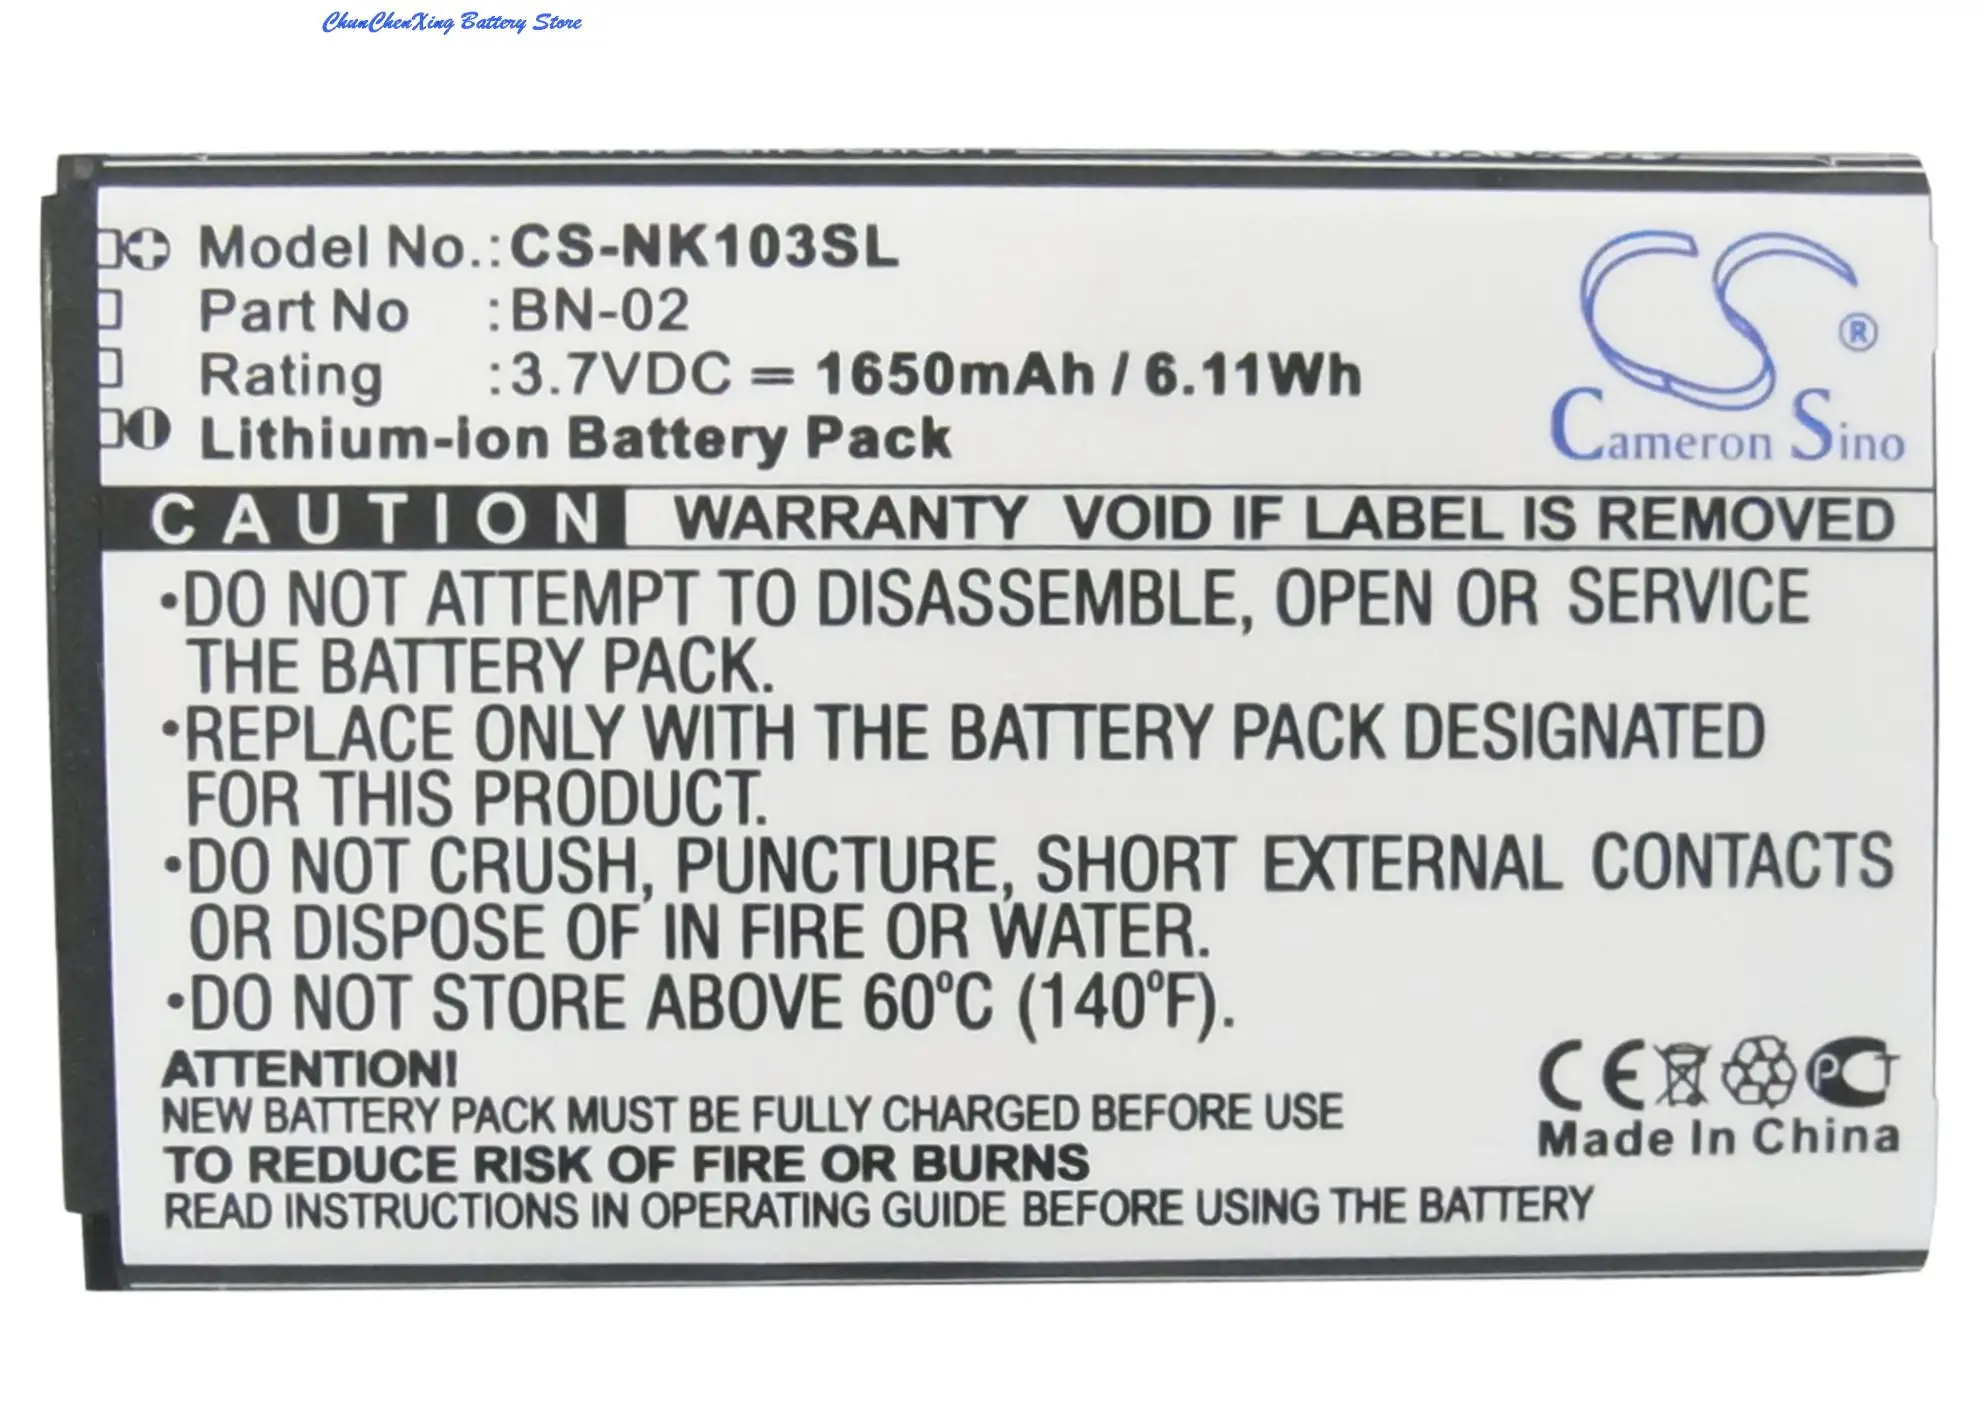 ChunChenXing Battery Store
Model No.: CS-NK103SL
Part No : BN-02
Rating : 3.7VDC = 1650mAh / 6.11Wh
Lithium-ion Battery Pack
CS ®
Cameron Sino
CAUTION WARRANTY VOID IF LABEL IS REMOVED
•DO NOT ATTEMPT TO DISASSEMBLE, OPEN OR SERVICE
THE BATTERY PACK.
•REPLACE ONLY WITH THE BATTERY PACK DESIGNATED
FOR THIS PRODUCT.
•DO NOT CRUSH, PUNCTURE, SHORT EXTERNAL CONTACTS
OR DISPOSE OF IN FIRE OR WATER.
•DO NOT STORE ABOVE 60ºC (140ºF).
ATTENTION!
NEW BATTERY PACK MUST BE FULLY CHARGED BEFORE USE
TO REDUCE RISK OF FIRE OR BURNS
READ INSTRUCTIONS IN OPERATING GUIDE BEFORE USING THE BATTERY
CE PCT
Made In China